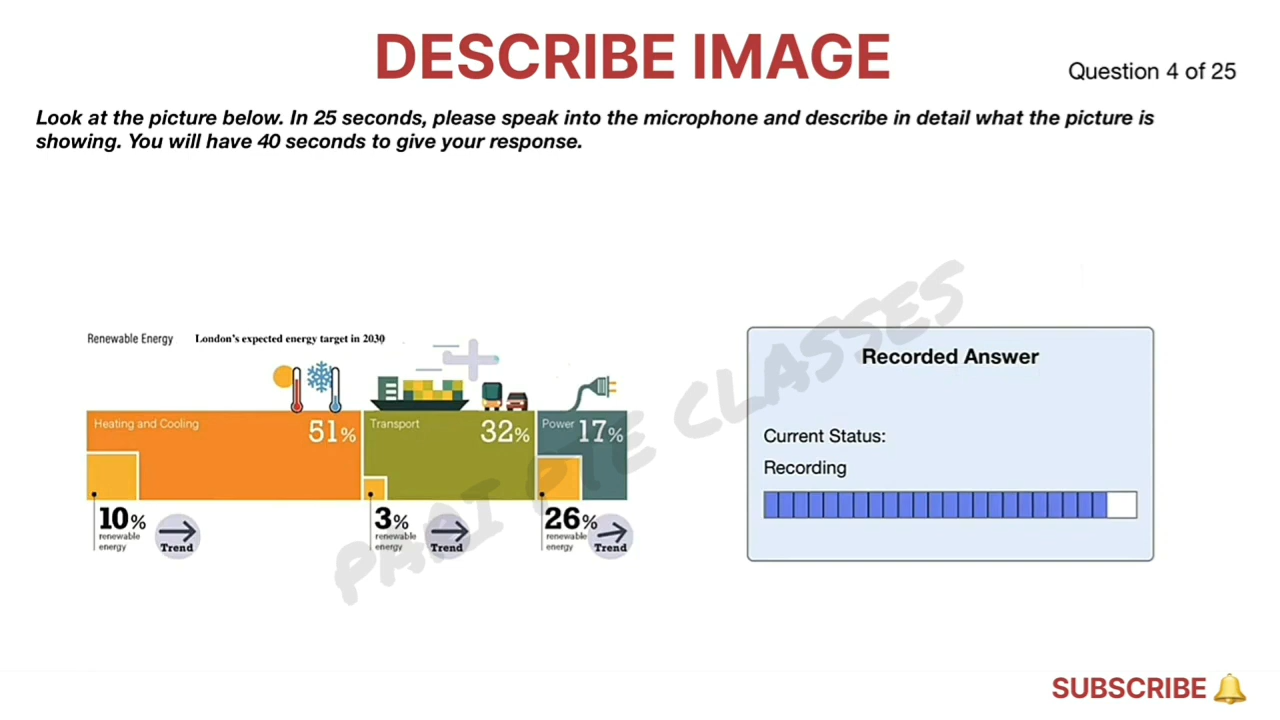 DESCRIBE IMAGE
Question 4 of 25
Look at the picture below. In 25 seconds, please speak into the microphone and describe in detail what the picture is
showing. You will have 40 seconds to give your response.
Renewable Energy London's expected energy target in 2030
Heating and Cooling 51%
Transport 32%
Power 17%
10%
renewable
energy
Trend
3%
renewable
energy
Trend
26%
renewable
energy
Trend
Recorded Answer
Current Status:
Recording
PAAI PTE CLASSES
SUBSCRIBE